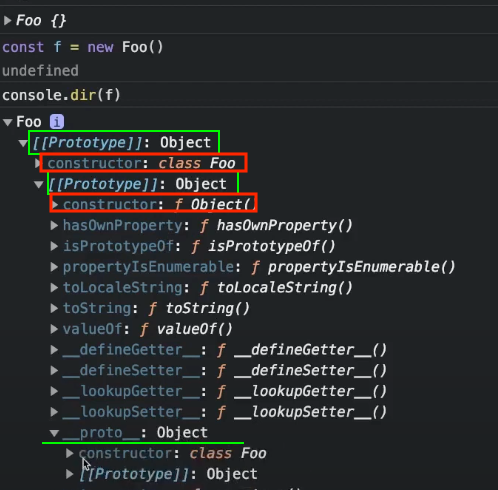 Foo {}
const f = new Foo()
undefined
console.dir(f)
Foo i
[[Prototype]]: Object
constructor: class Foo
[[Prototype]]: Object
constructor: ƒ Object()
hasOwnProperty: ƒ hasOwnProperty()
isPrototypeOf: ƒ isPrototypeOf()
propertyIsEnumerable: ƒ propertyIsEnumerable()
toLocaleString: ƒ toLocaleString()
toString: ƒ toString()
valueOf: ƒ valueOf()
__defineGetter__: ƒ __defineGetter__()
__defineSetter__: ƒ __defineSetter__()
__lookupGetter__: ƒ __lookupGetter__()
__lookupSetter__: ƒ __lookupSetter__()
__proto__: Object
constructor: class Foo
[[Prototype]]: Object